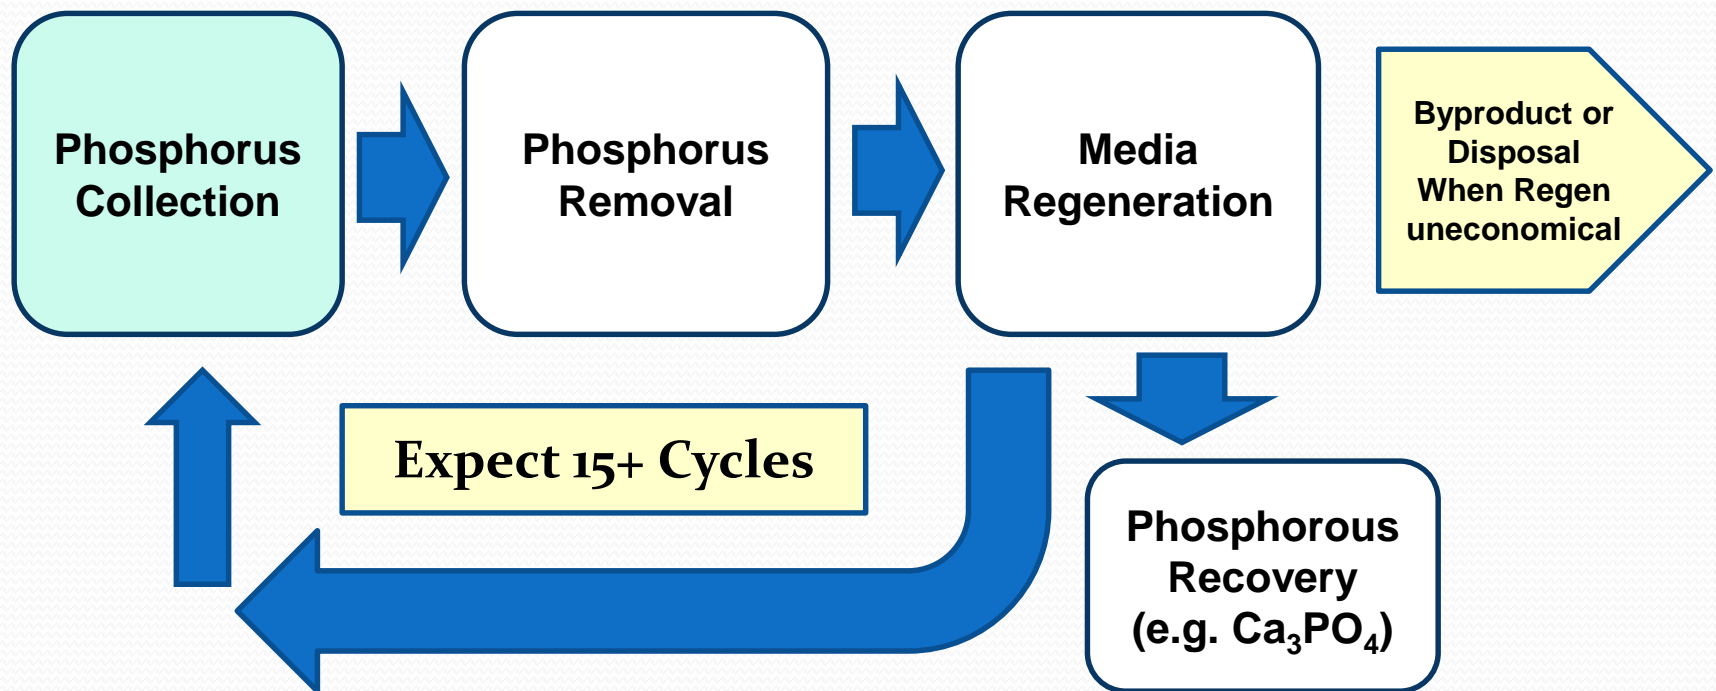 Phosphorus
Collection
Phosphorus
Removal
Media
Regeneration
Byproduct or
Disposal
When Regen
uneconomical
Expect 15+ Cycles
Phosphorous
Recovery
(e.g. Ca₃PO₄)